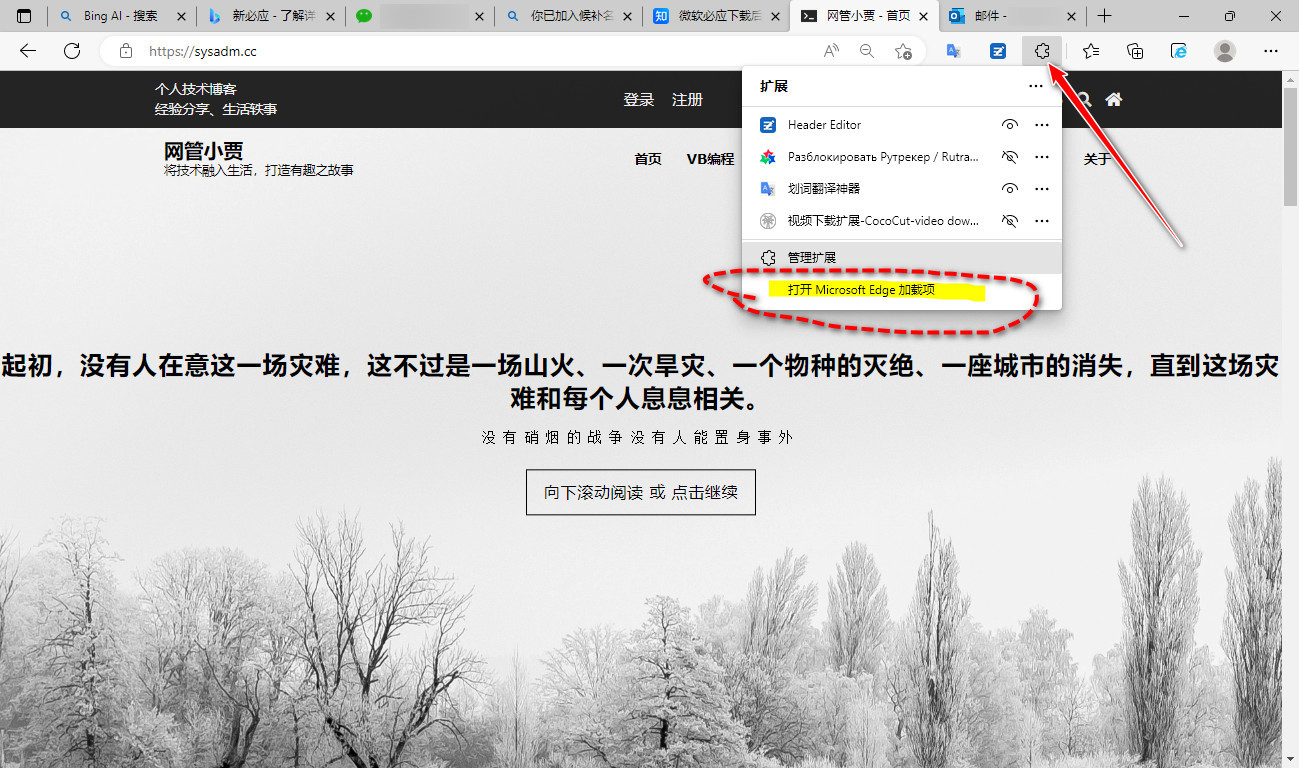 Bing AI - 搜索
新必应 - 了解详
你已加入候补名
微软必应下载后
网管小贾 - 首页
邮件 -
https://sysadm.cc
个人技术博客
经验分享、生活轶事
登录 注册
网管小贾
将技术融入生活，打造有趣之故事
首页 VB编程
关于
扩展
Header Editor
Разблокировать Рутрекер / Rutra...
划词翻译神器
视频下载扩展-CocoCut-video dow...
管理扩展
打开 Microsoft Edge 加载项
起初，没有人在意这一场灾难，这不过是一场山火、一次旱灾、一个物种的灭绝、一座城市的消失，直到这场灾
难和每个人息息相关。
没有硝烟的战争没有人能置身事外
向下滚动阅读 或 点击继续